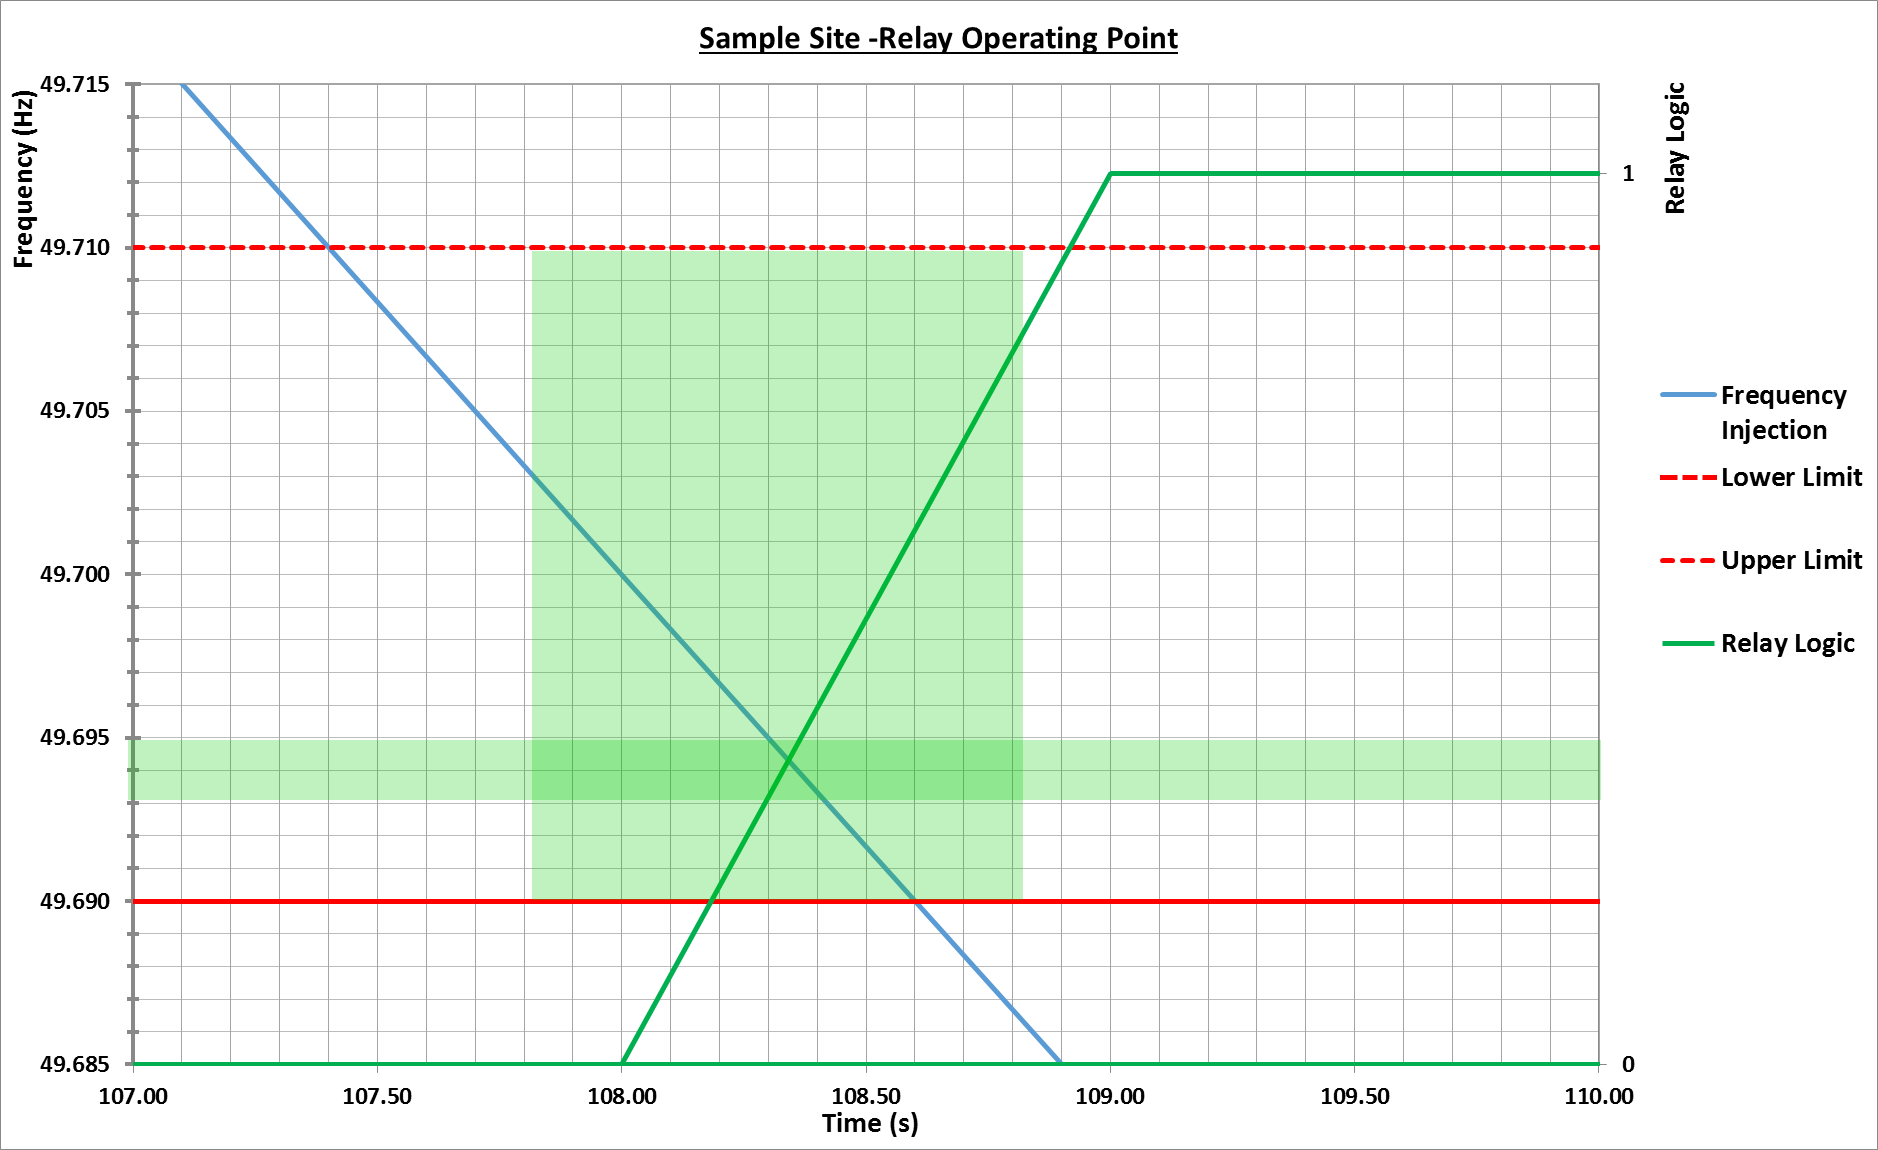 Sample Site -Relay Operating Point
Frequency (Hz)
49.715
49.710
49.705
49.700
49.695
49.690
49.685
107.00
107.50
108.00
108.50
109.00
109.50
110.00
Time (s)
1
0
Relay Logic
Frequency
Injection
Lower Limit
Upper Limit
Relay Logic